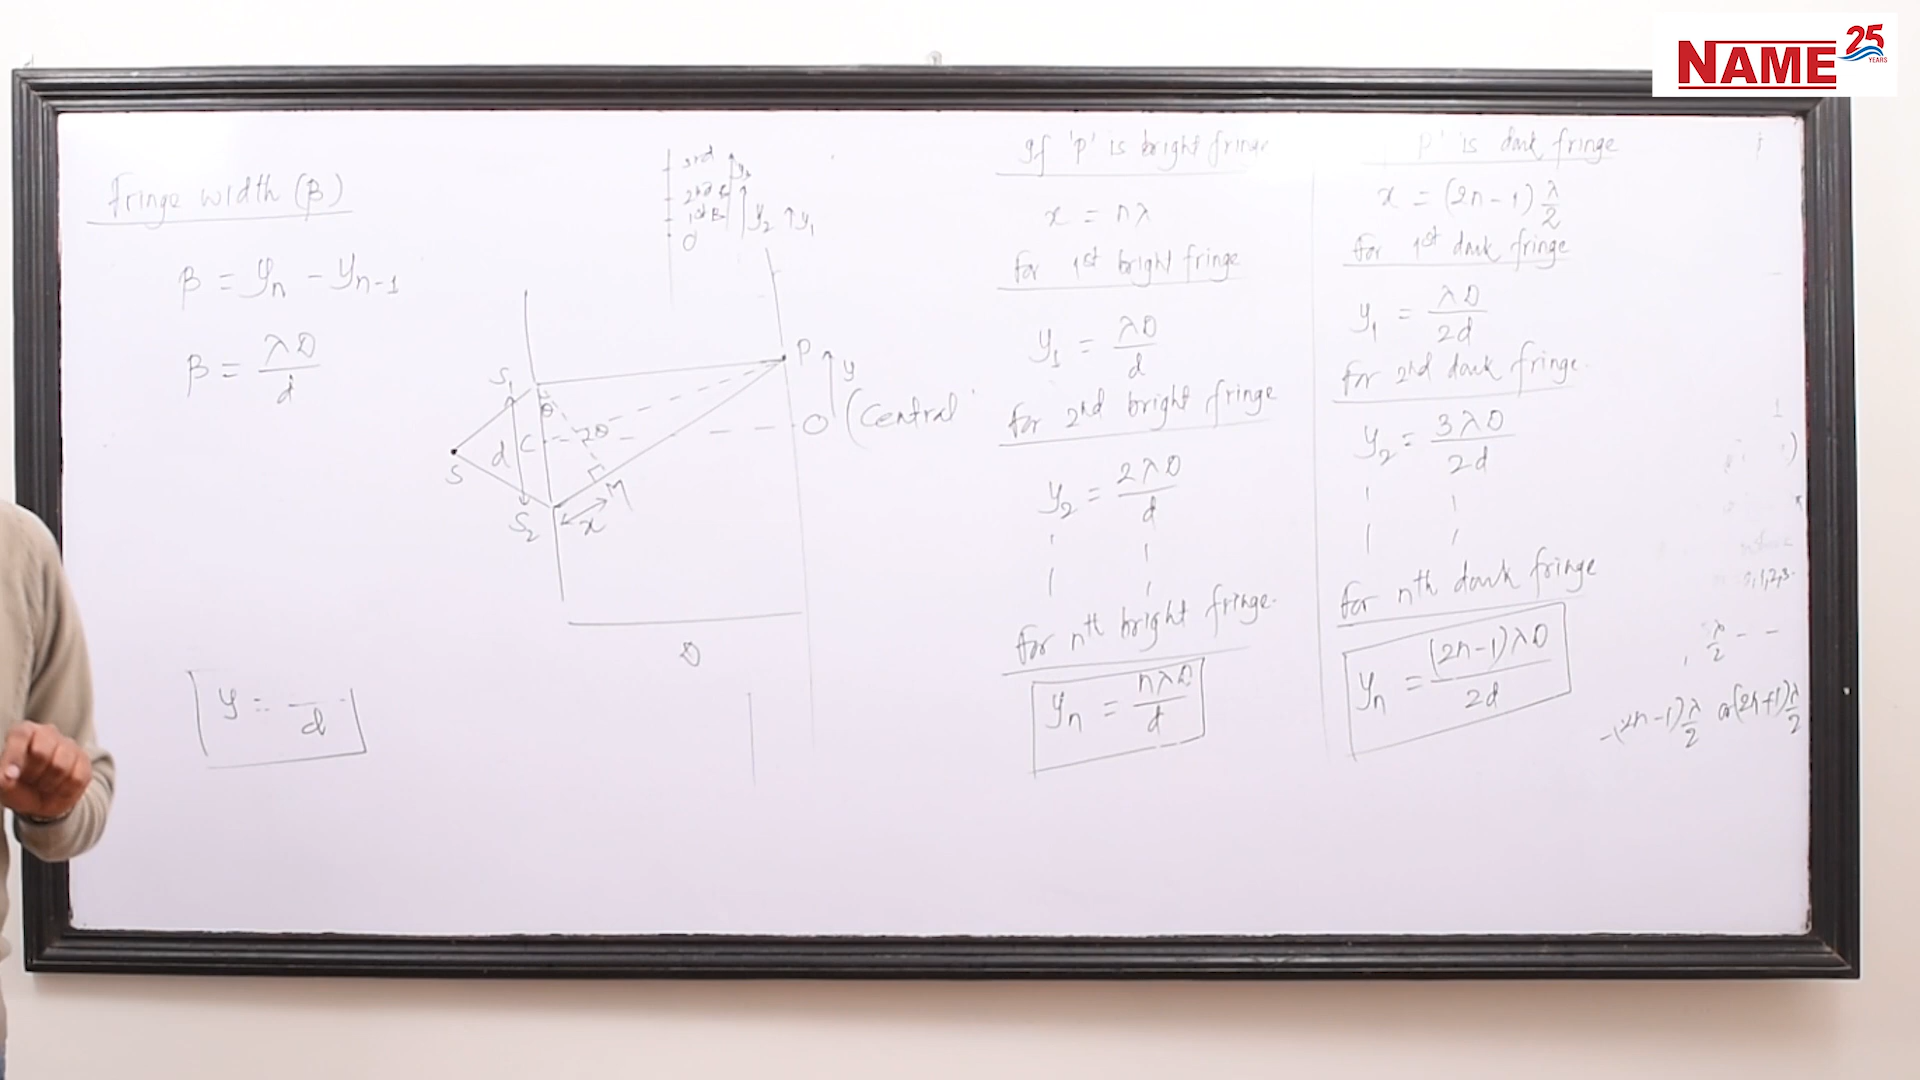 NAME 25
YEARS
Fringe width (β)
β = yn - yn-1
β = λD/d
y = /d
3rd
2nd B
1st B
O
y2
y1
S1
θ
C
θ
d
S
S2
x
M
P
y
O (Central
D
If 'P' is bright fringe
x = nλ
for 1st bright fringe
y1 = λD/d
for 2nd bright fringe
y2 = 2λD/d
for nth bright fringe.
yn = nλD/d
P' is dark fringe
x = (2n-1) λ/2
for 1st dark fringe
y1 = λD/2d
for 2nd dark fringe.
y2 = 3λD/2d
for nth dark fringe
yn = (2n-1)λD/2d
1,2,3-
, λ/2 - -
(2n-1)λ/2 or (2n+1)λ/2